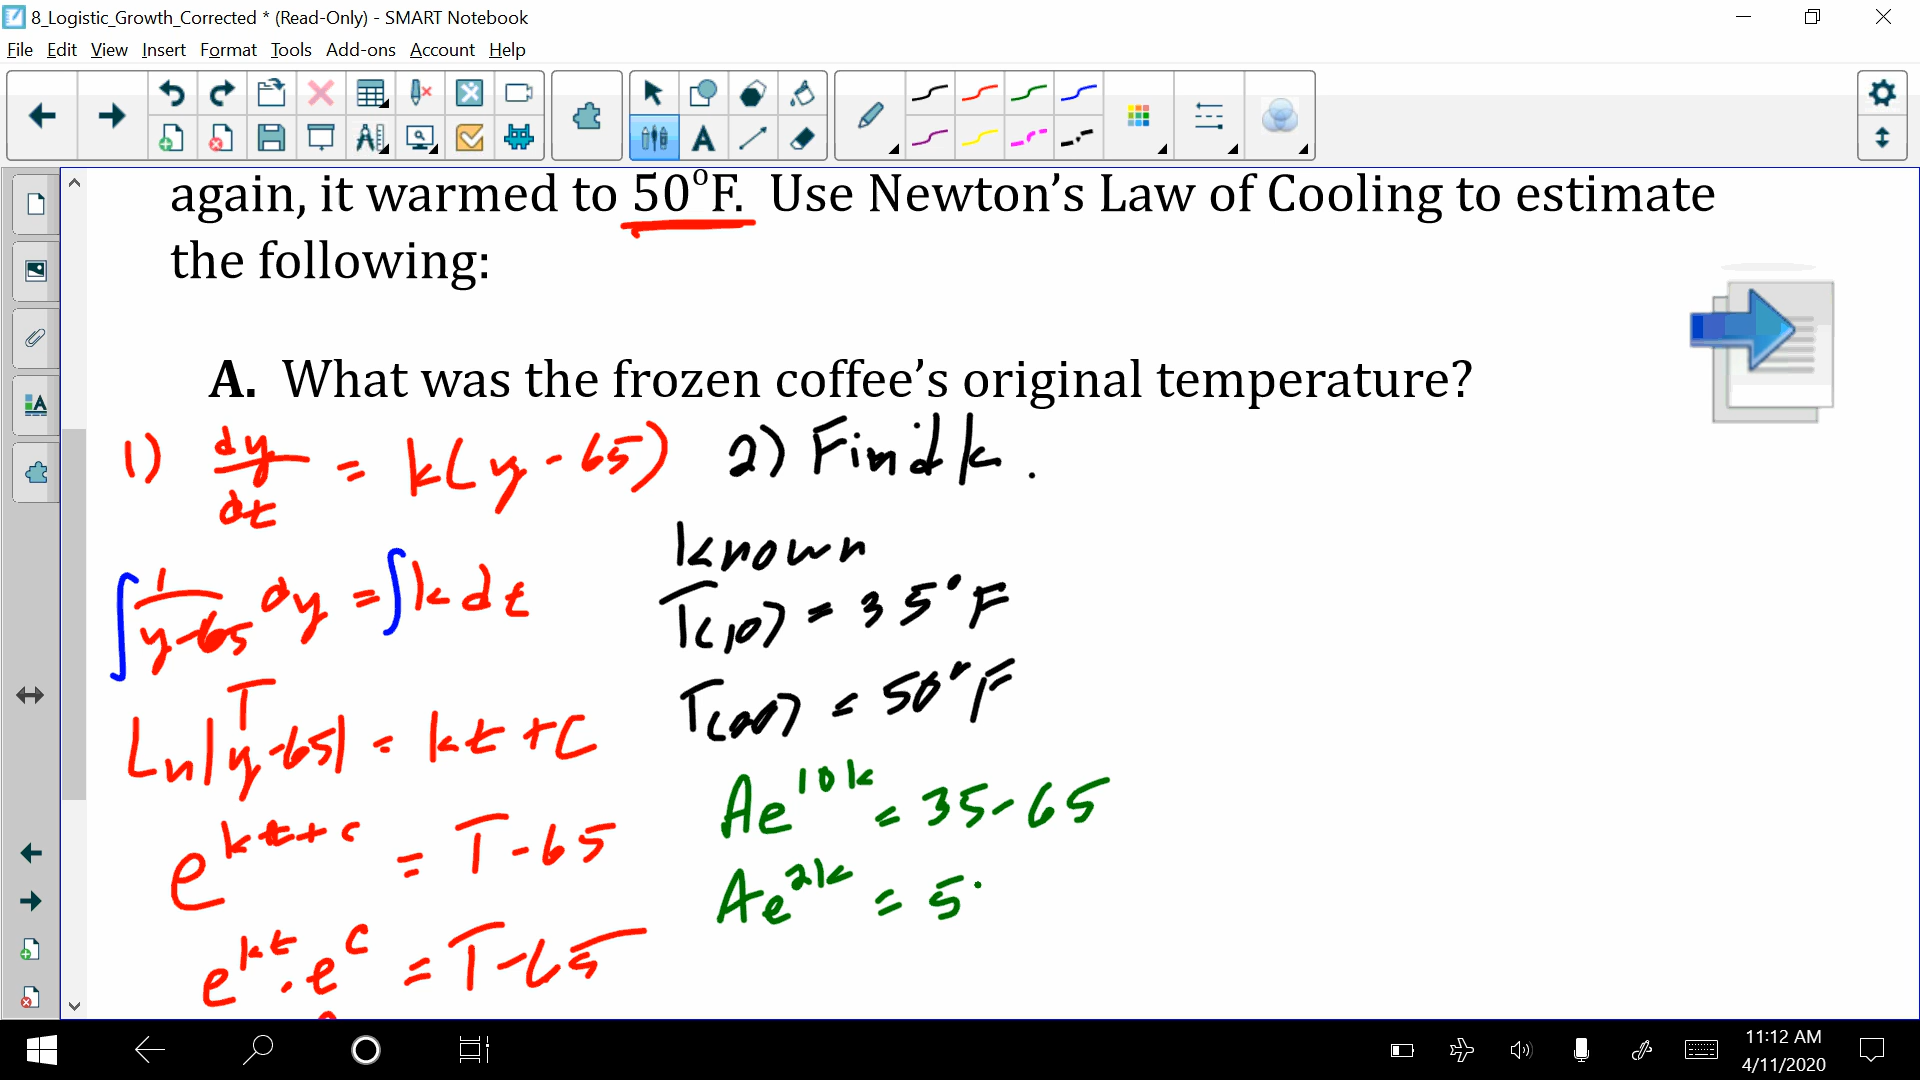 8_Logistic_Growth_Corrected * (Read-Only) - SMART Notebook
File Edit View Insert Format Tools Add-ons Account Help
again, it warmed to 50°F. Use Newton's Law of Cooling to estimate
the following:
A. What was the frozen coffee's original temperature?
1) dy/dt = k(y-65)
∫ 1/(y-65) dy = ∫k dt
T
Ln|y-65| = kt+C
e^(kt+c) = T-65
e^(kt) · e^c = T-65
2) Find k.
known
T(10) = 35°F
T(20) = 50°F
Ae^(10k) = 35-65
Ae^(2k) = 5
11:12 AM
4/11/2020